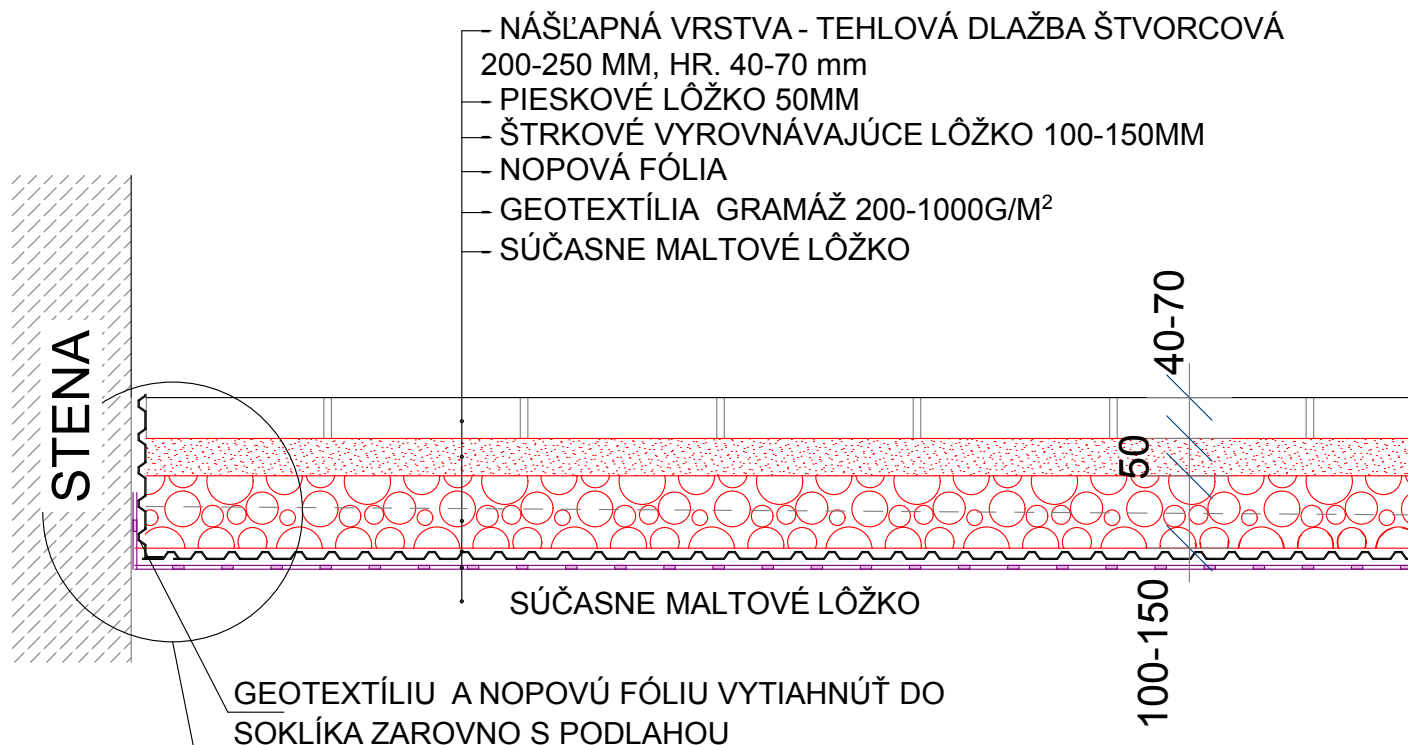 - NÁŠĽAPNÁ VRSTVA - TEHLOVÁ DLAŽBA ŠTVORCOVÁ
200-250 MM, HR. 40-70 mm
- PIESKOVÉ LÔŽKO 50MM
- ŠTRKOVÉ VYROVNÁVAJÚCE LÔŽKO 100-150MM
- NOPOVÁ FÓLIA
- GEOTEXTÍLIA GRAMÁŽ 200-1000G/M²
- SÚČASNE MALTOVÉ LÔŽKO
STENA
40-70
50
100-150
SÚČASNE MALTOVÉ LÔŽKO
GEOTEXTÍLIU A NOPOVÚ FÓLIU VYTIAHNÚŤ DO
SOKLÍKA ZAROVNO S PODLAHOU